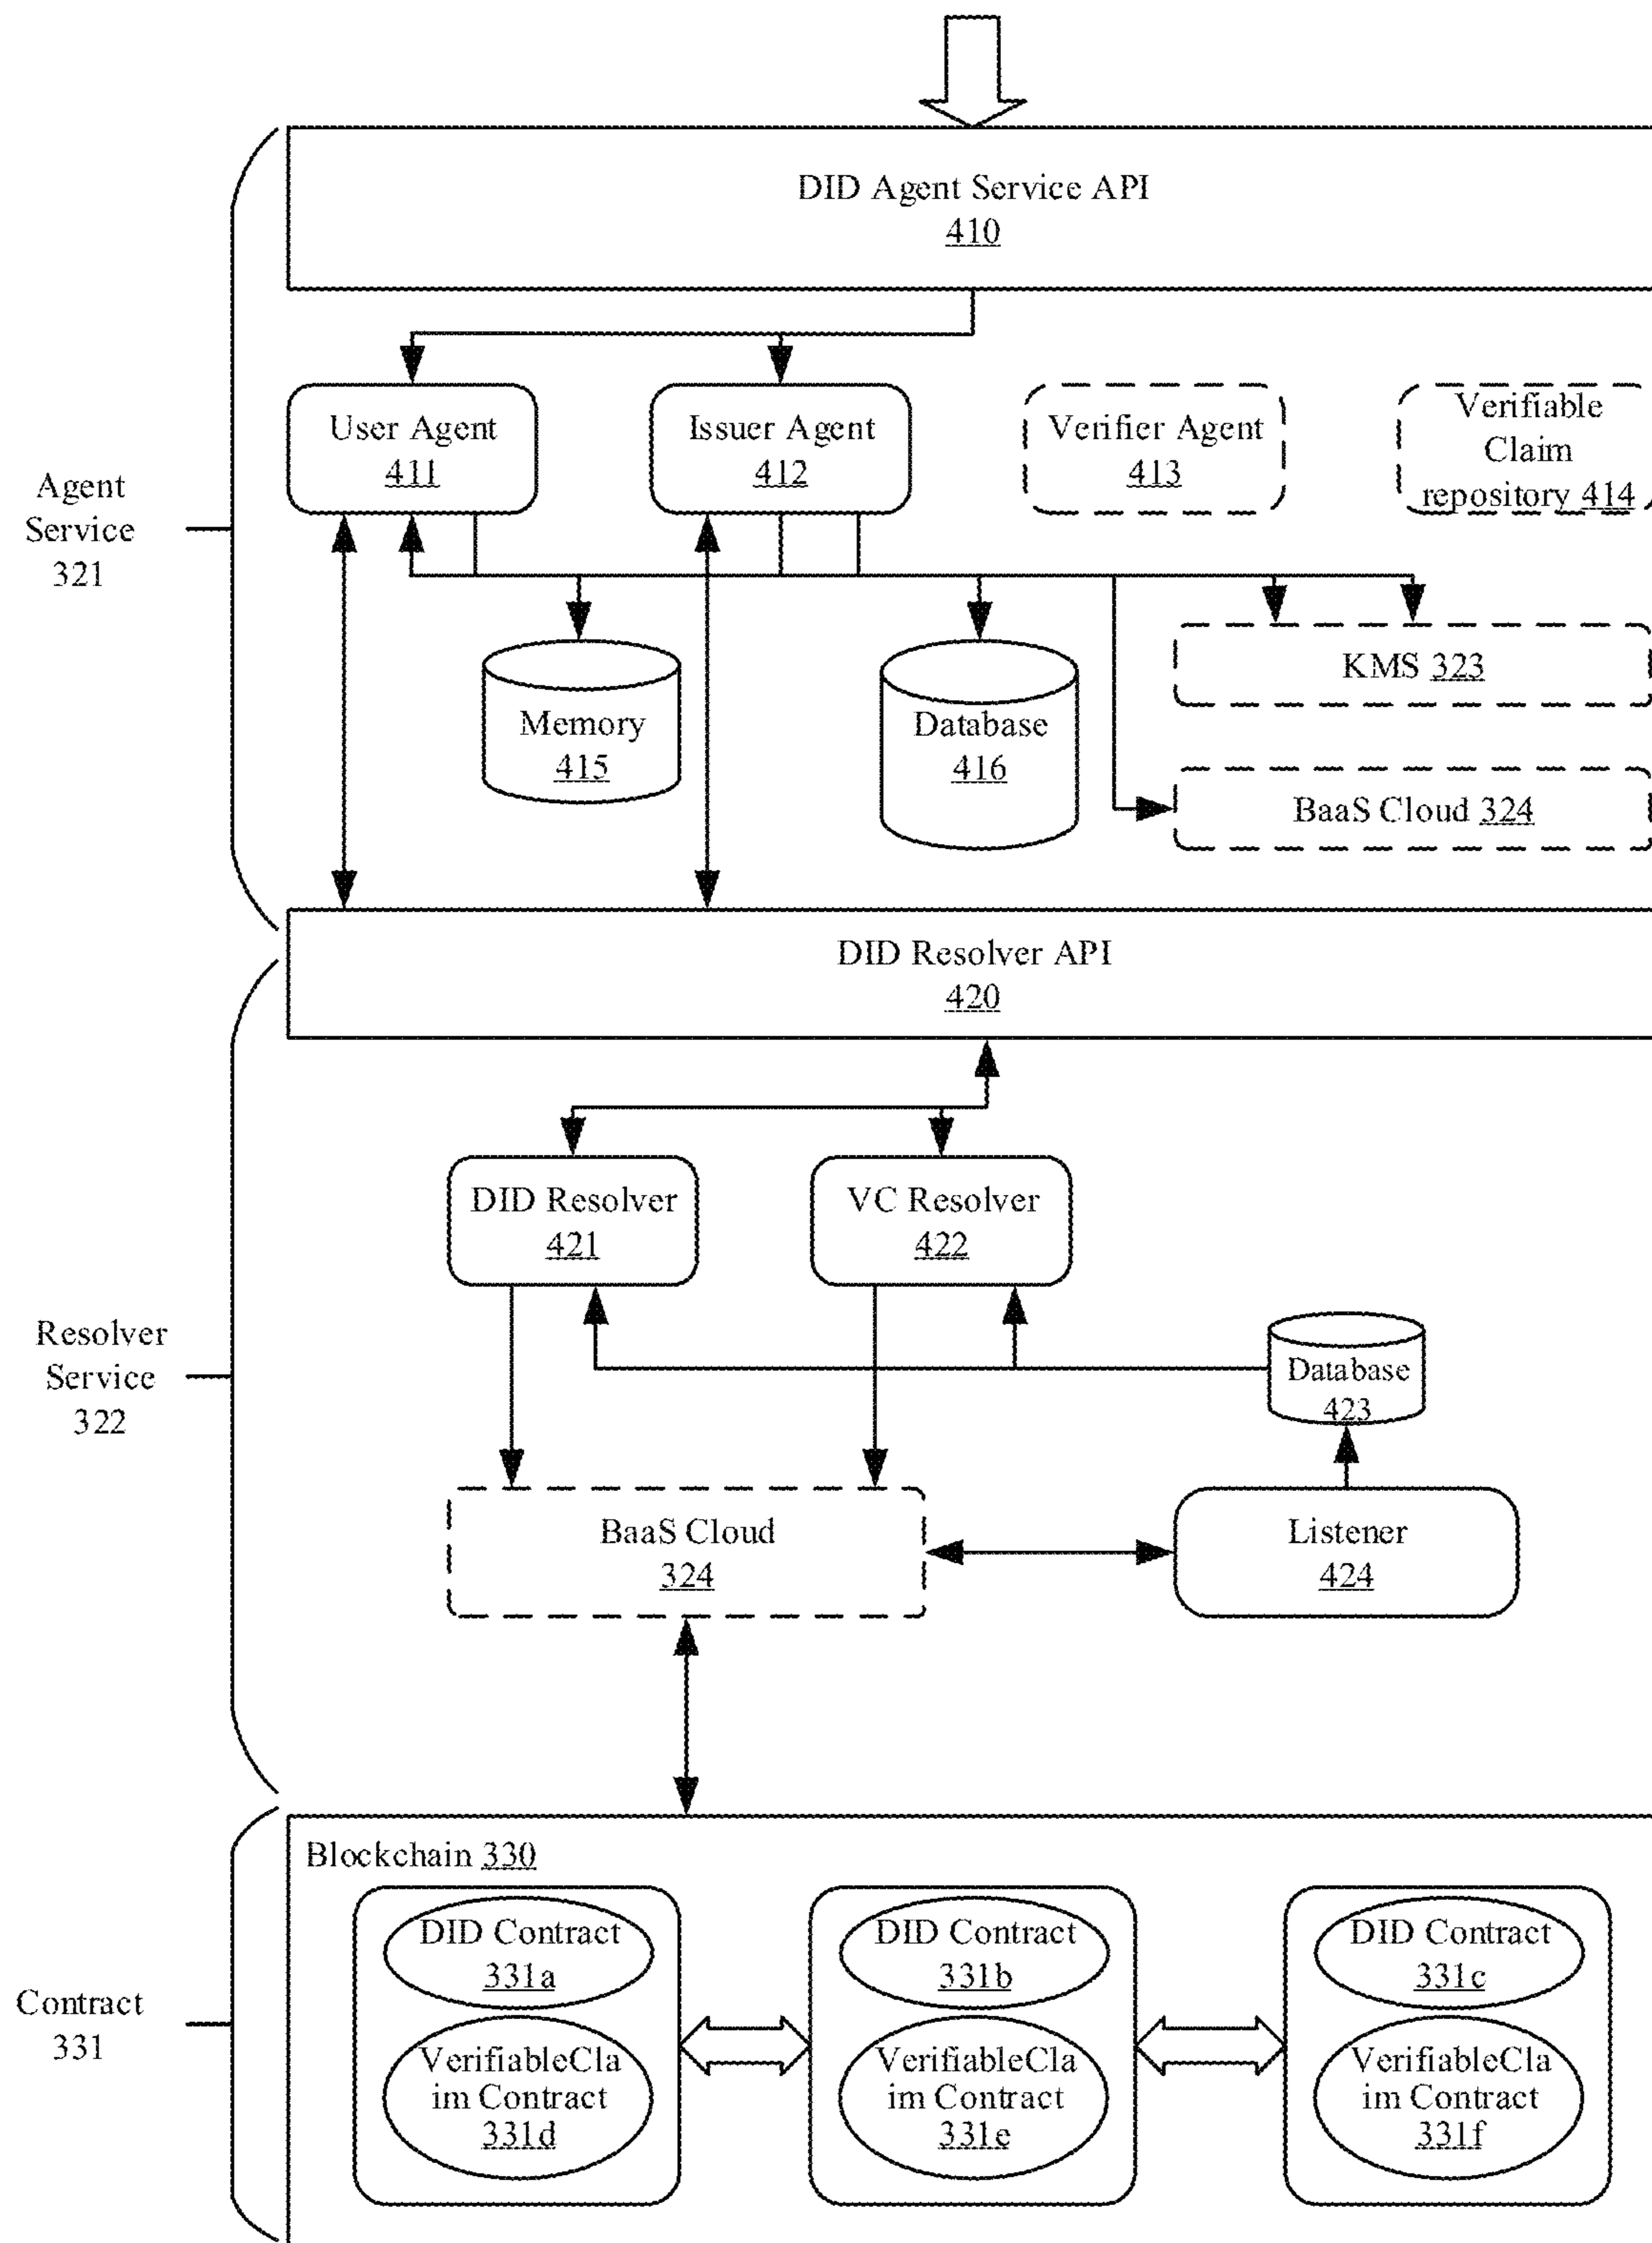 DID Agent Service API
410
User Agent
411
Issuer Agent
412
Verifier Agent
413
Verifiable
Claim
repository 414
Agent
Service
321
Memory
415
Database
416
KMS 323
BaaS Cloud 324
DID Resolver API
420
DID Resolver
421
VC Resolver
422
Resolver
Service
322
Database
423
BaaS Cloud
324
Listener
424
Blockchain 330
DID Contract
331a
DID Contract
331b
DID Contract
331c
Contract
331
VerifiableCla
im Contract
331d
VerifiableCla
im Contract
331e
VerifiableCla
im Contract
331f